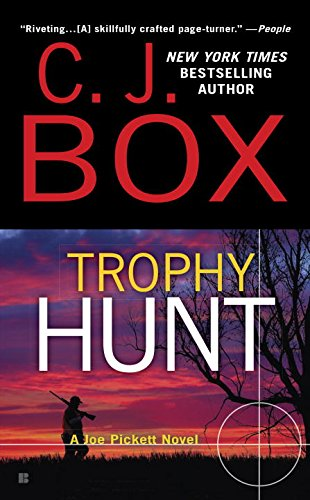 "Riveting...[A] skillfully crafted page-turner." —People
C. J.
NEW YORK TIMES
BESTSELLING
AUTHOR
BOX
TROPHY
HUNT
A Joe Pickett Novel
B